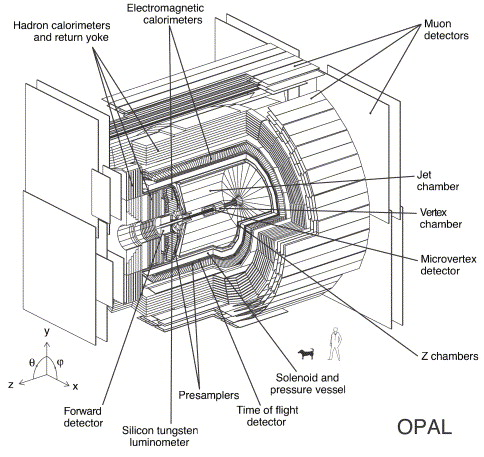 Electromagnetic
calorimeters
Hadron calorimeters
and return yoke
Muon
detectors
Jet
chamber
Vertex
chamber
Microvertex
detector
Z chambers
y
θ
φ
z
x
Solenoid and
pressure vessel
Presamplers
Time of flight
detector
Forward
detector
Silicon tungsten
luminometer
OPAL